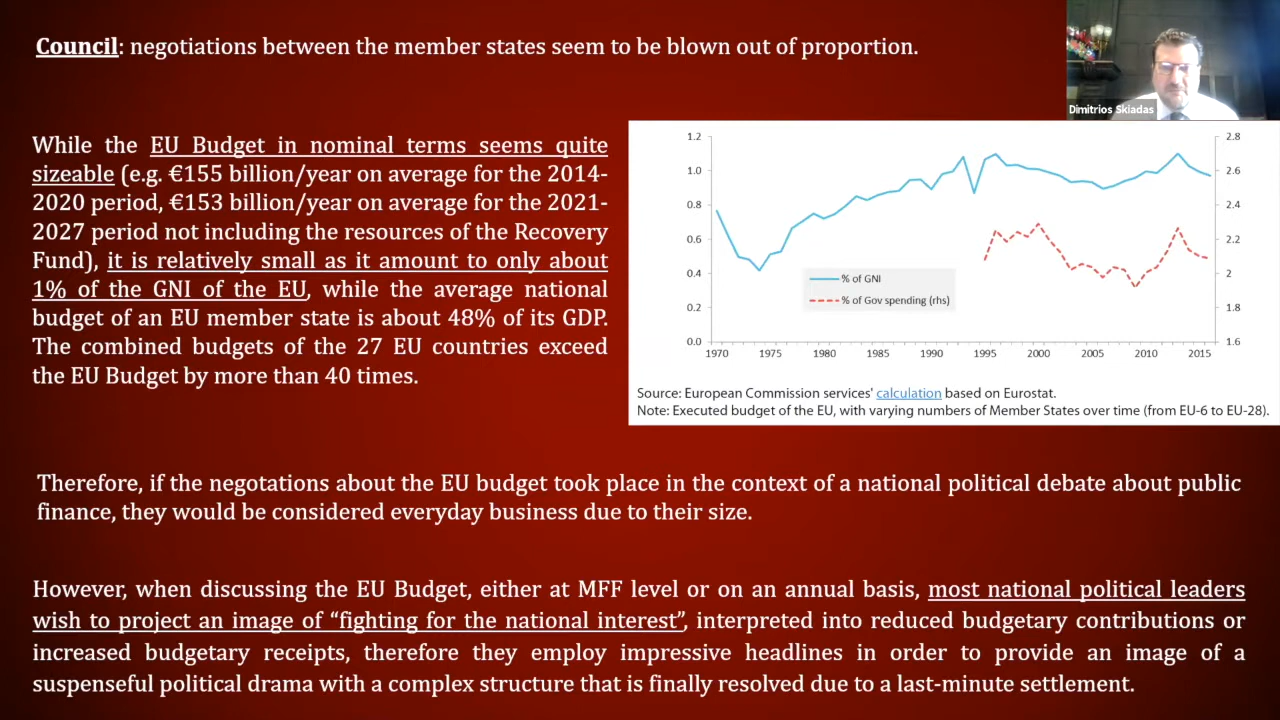 Council: negotiations between the member states seem to be blown out of proportion.
Dimitrios Skiadas
While the EU Budget in nominal terms seems quite
sizeable (e.g. €155 billion/year on average for the 2014-
2020 period, €153 billion/year on average for the 2021-
2027 period not including the resources of the Recovery
Fund), it is relatively small as it amount to only about
1% of the GNI of the EU, while the average national
budget of an EU member state is about 48% of its GDP.
The combined budgets of the 27 EU countries exceed
the EU Budget by more than 40 times.
1.2
1.0
0.8
0.6
0.4
0.2
0.0
2.8
2.6
2.4
2.2
2
1.8
1.6
% of GNI
% of Gov spending (rhs)
1970 1975 1980 1985 1990 1995 2000 2005 2010 2015
Source: European Commission services' calculation based on Eurostat.
Note: Executed budget of the EU, with varying numbers of Member States over time (from EU-6 to EU-28).
Therefore, if the negotations about the EU budget took place in the context of a national political debate about public
finance, they would be considered everyday business due to their size.
However, when discussing the EU Budget, either at MFF level or on an annual basis, most national political leaders
wish to project an image of “fighting for the national interest”, interpreted into reduced budgetary contributions or
increased budgetary receipts, therefore they employ impressive headlines in order to provide an image of a
suspenseful political drama with a complex structure that is finally resolved due to a last-minute settlement.